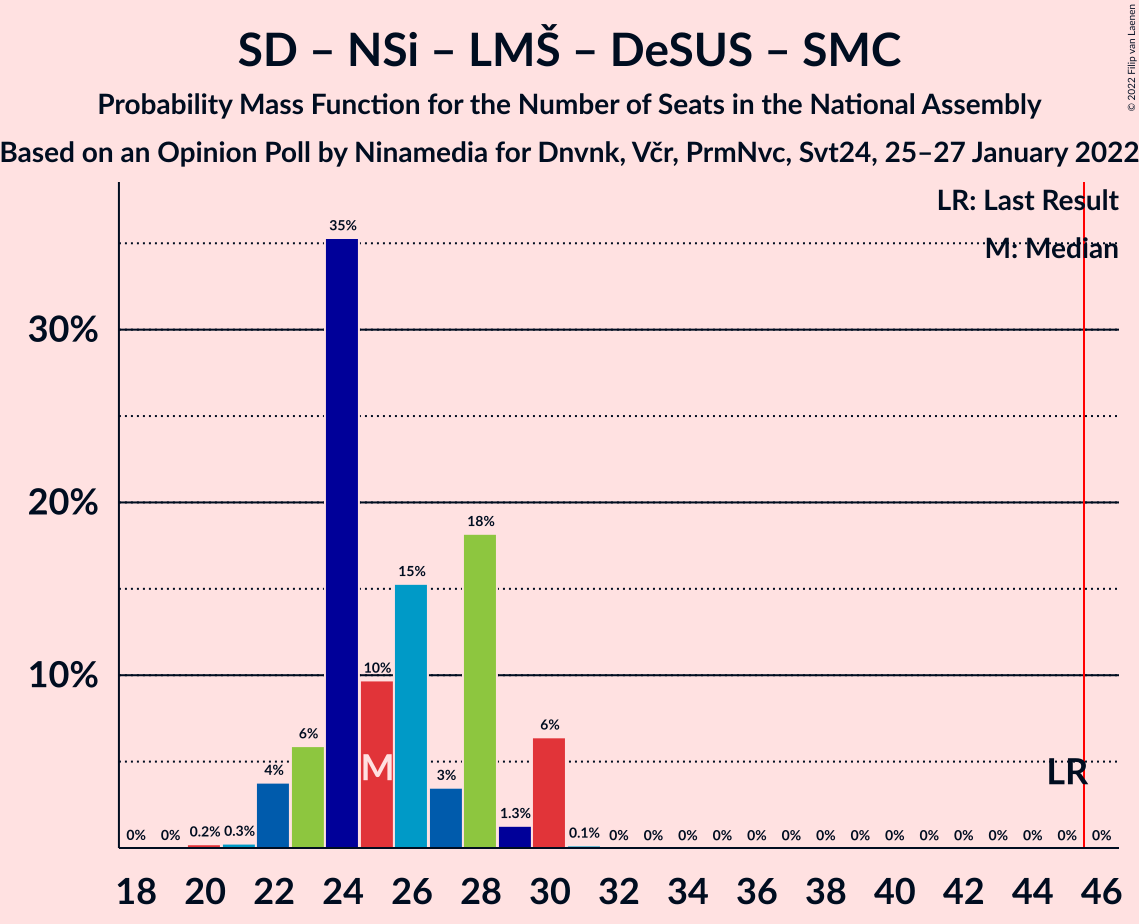 SD – NSi – LMŠ – DeSUS – SMC
Probability Mass Function for the Number of Seats in the National Assembly
Based on an Opinion Poll by Ninamedia for Dnvnk, Včr, PrmNvc, Svt24, 25–27 January 2022
© 2022 Filip van Laenen
LR: Last Result
M: Median
35%
30%
20%
18%
15%
10%
10%
6%
6%
4%
3%
1.3%
M
LR
0% 0% 0.2% 0.3% 0.1% 0% 0% 0% 0% 0% 0% 0% 0% 0% 0% 0% 0% 0% 0% 0%
18 20 22 24 26 28 30 32 34 36 38 40 42 44 46